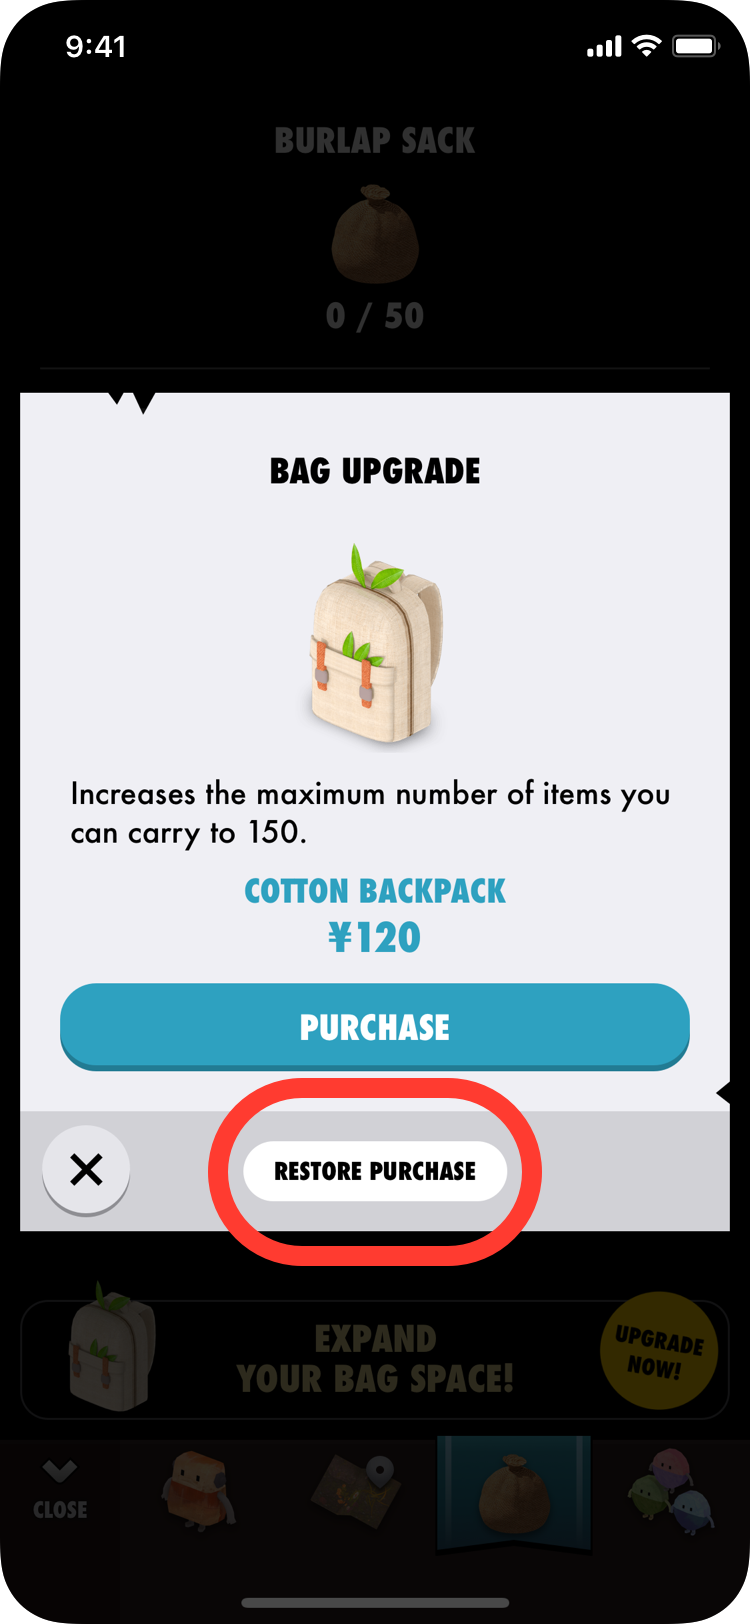 9:41
BURLAP SACK
0 / 50
BAG UPGRADE
Increases the maximum number of items you
can carry to 150.
COTTON BACKPACK
¥120
PURCHASE
RESTORE PURCHASE
EXPAND
YOUR BAG SPACE!
UPGRADE
NOW!
CLOSE